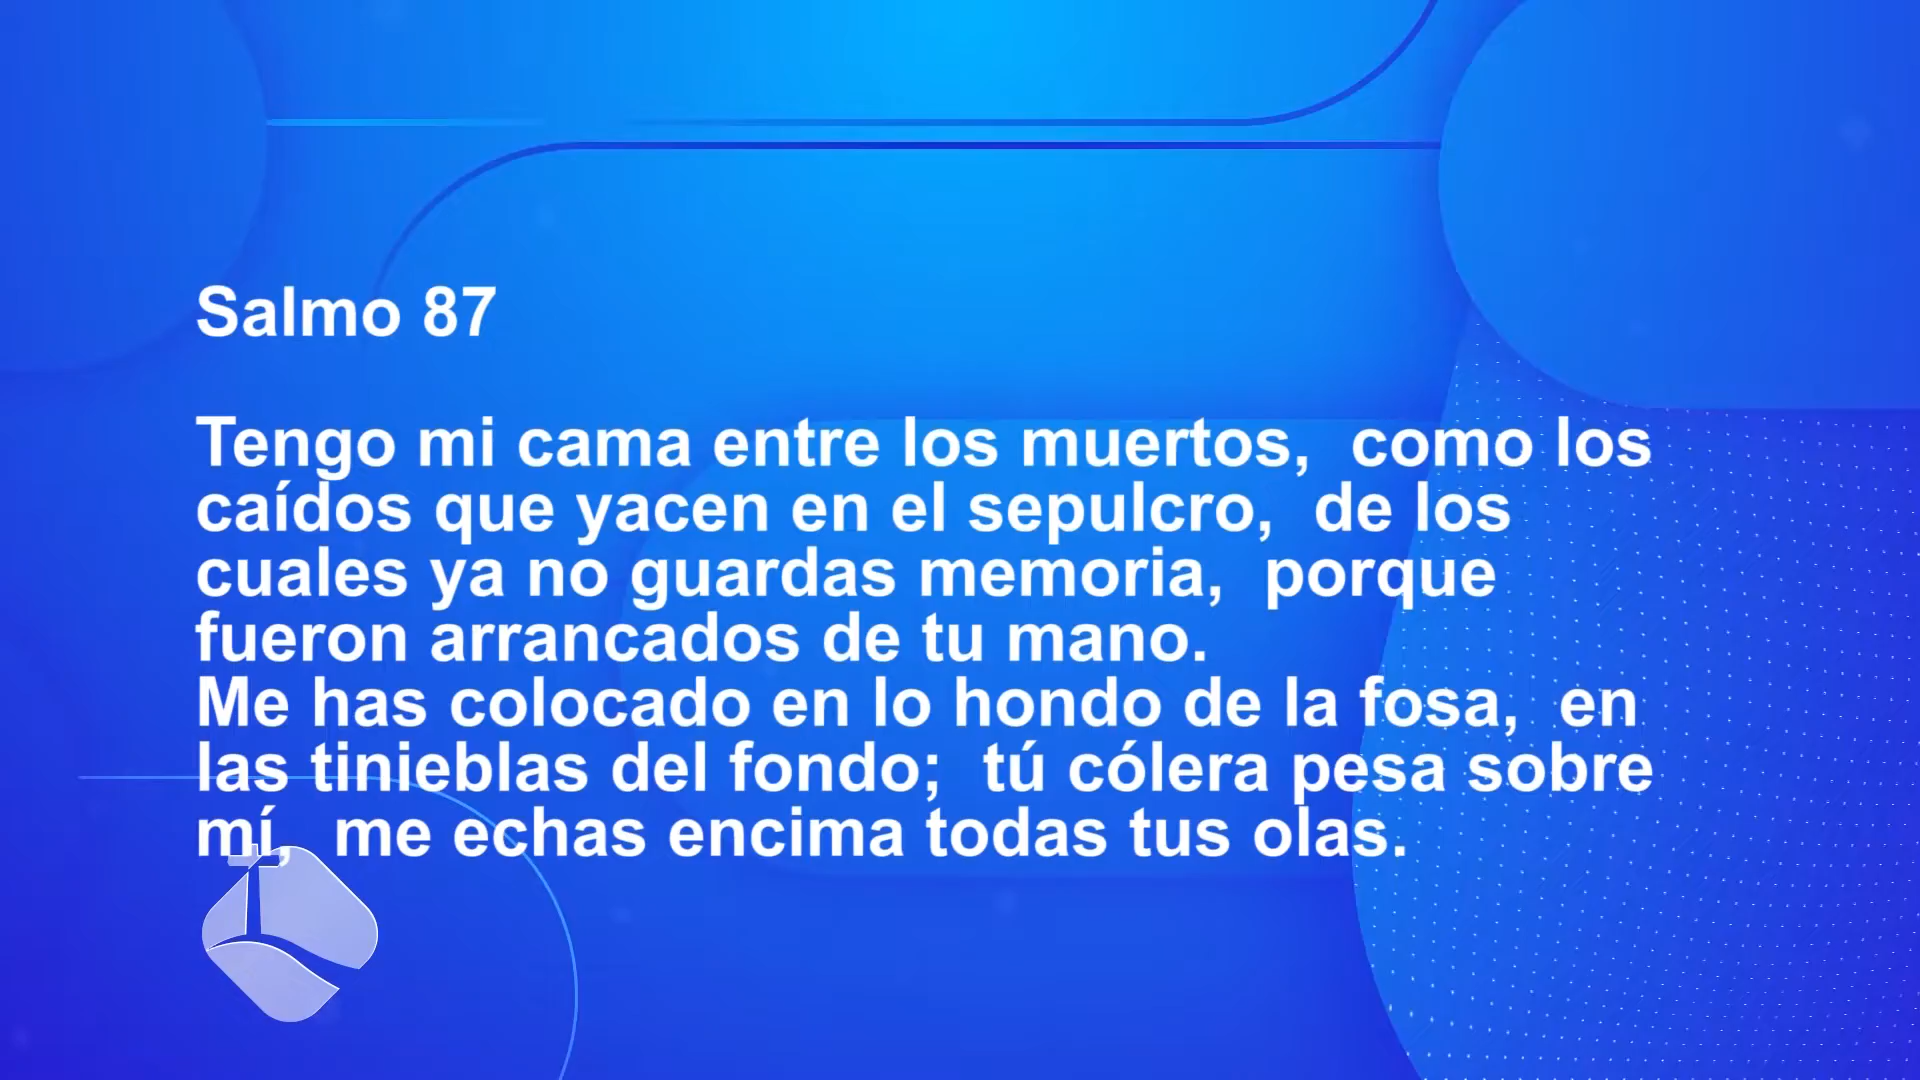 Salmo 87
Tengo mi cama entre los muertos,  como los
caídos que yacen en el sepulcro,  de los
cuales ya no guardas memoria,  porque
fueron arrancados de tu mano.
Me has colocado en lo hondo de la fosa,  en
las tinieblas del fondo;  tú cólera pesa sobre
mí,  me echas encima todas tus olas.